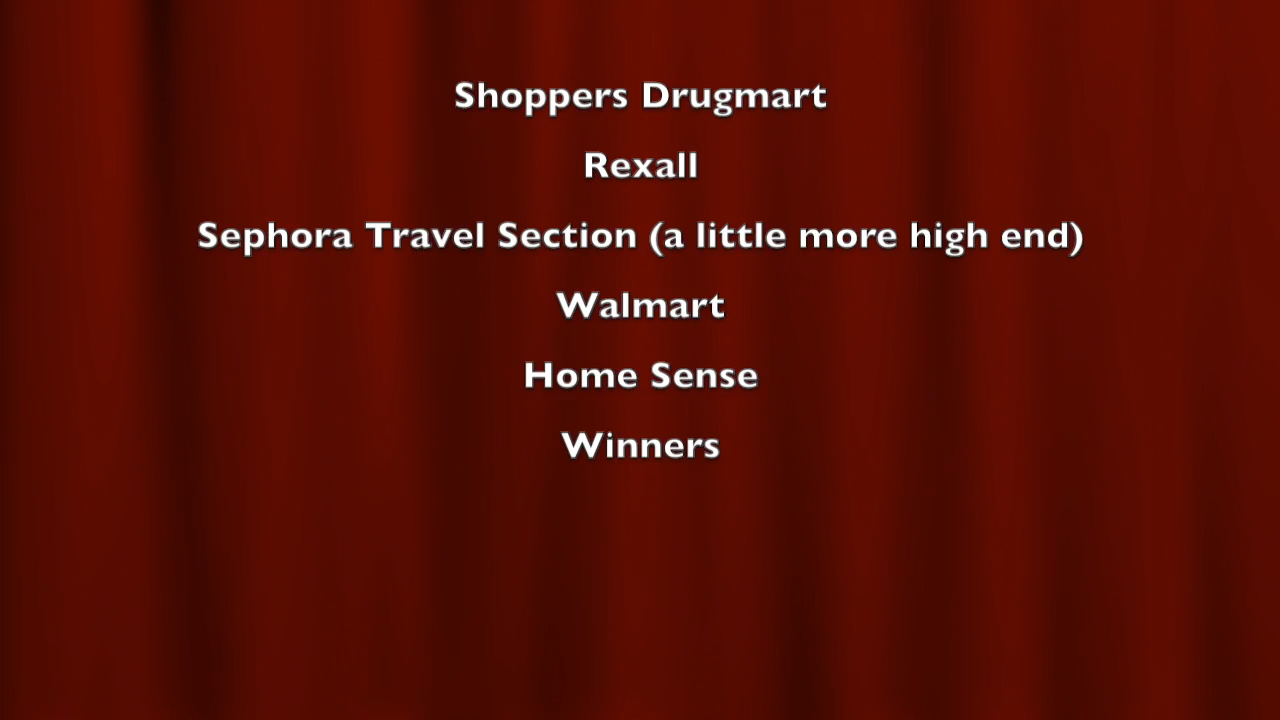 Shoppers Drugmart
Rexall
Sephora Travel Section (a little more high end)
Walmart
Home Sense
Winners